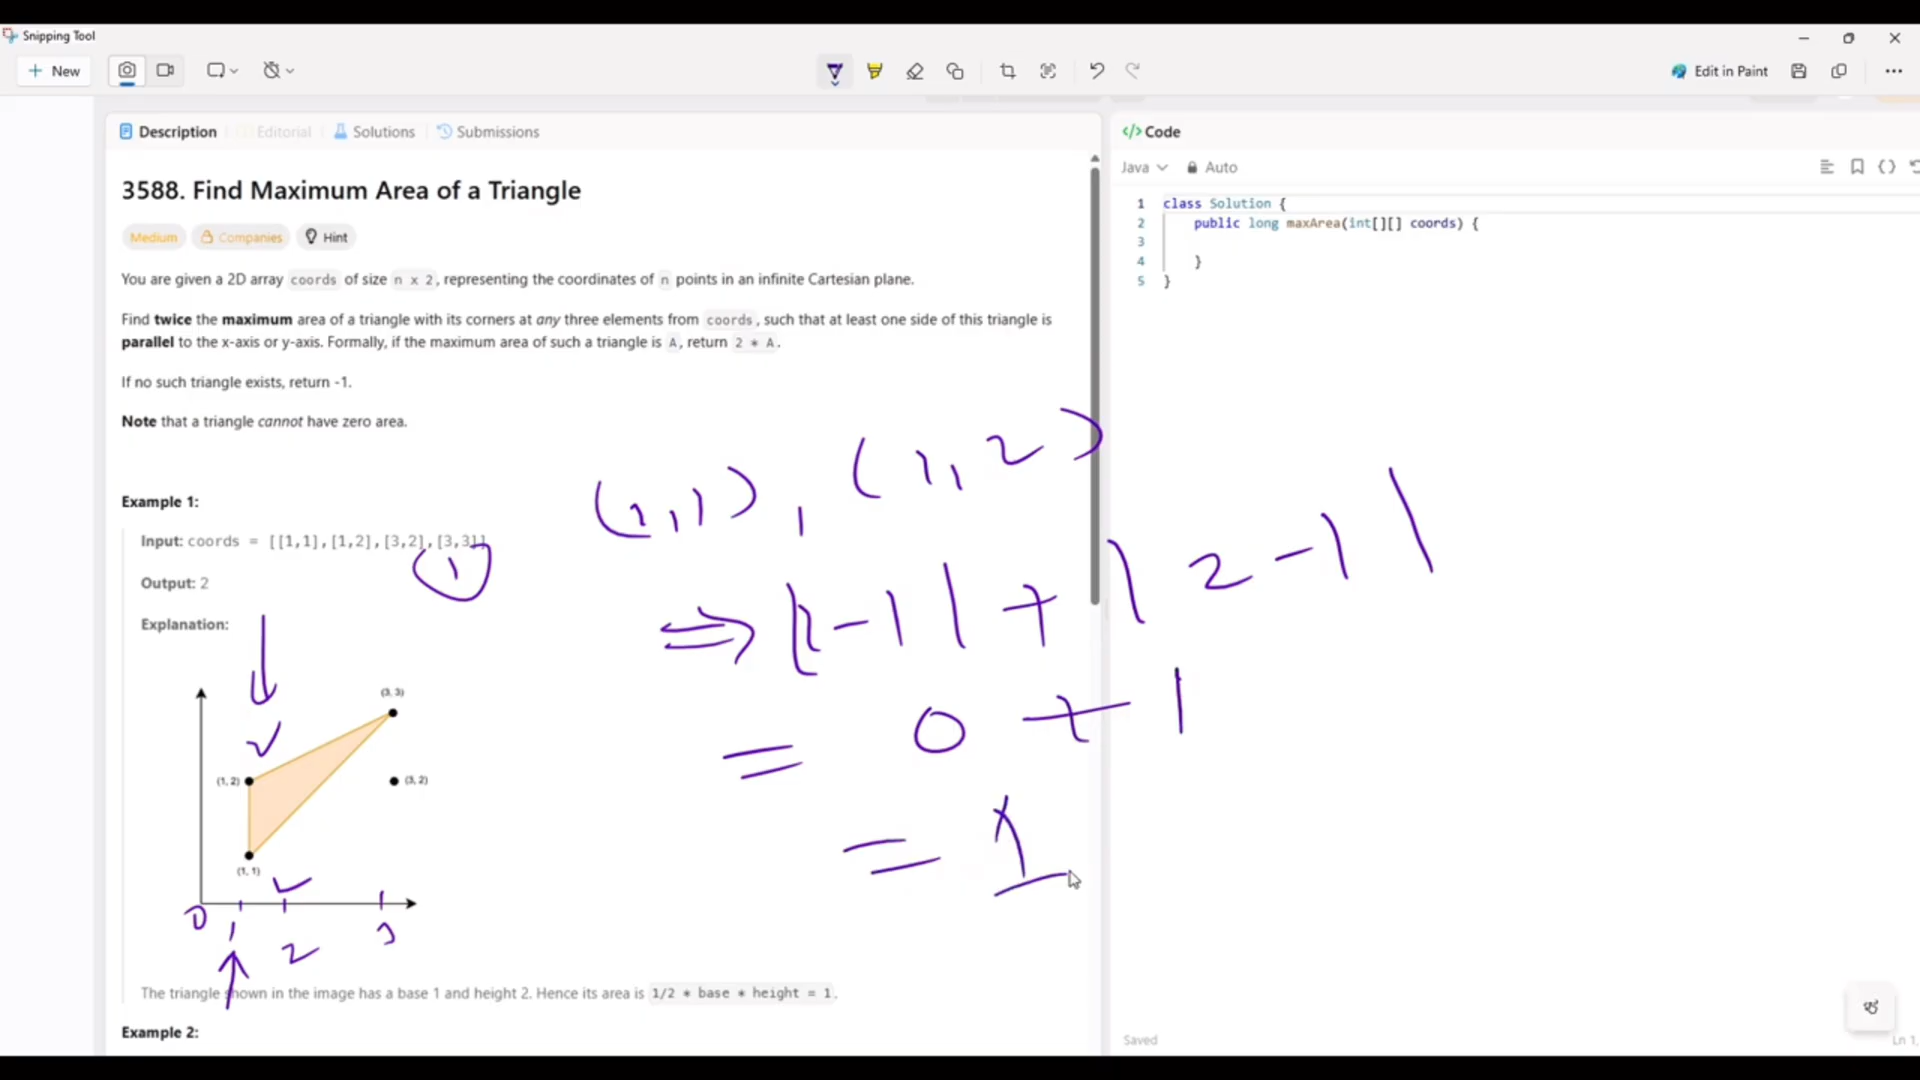 Snipping Tool
New
Edit in Paint
Description Editorial Solutions Submissions
3588. Find Maximum Area of a Triangle
Medium Companies Hint
You are given a 2D array coords of size n x 2, representing the coordinates of n points in an infinite Cartesian plane.
Find twice the maximum area of a triangle with its corners at any three elements from coords, such that at least one side of this triangle is
parallel to the x-axis or y-axis. Formally, if the maximum area of such a triangle is A, return 2 * A.
If no such triangle exists, return -1.
Note that a triangle cannot have zero area.
Example 1:
Input: coords = [[1,1],[1,2],[3,2],[3,3]]
Output: 2
Explanation:
(3, 3)
(1, 2)
(3, 2)
(1, 1)
0
1
2
3
The triangle shown in the image has a base 1 and height 2. Hence its area is 1/2 * base * height = 1.
Example 2:
1
(1,1), (1,2)
⇒ |1-1| + |2-1|
= 0 + 1
= 1
</> Code
Java Auto
1 class Solution {
2 public long maxArea(int[][] coords) {
3
4 }
5 }
Saved
Ln 1,